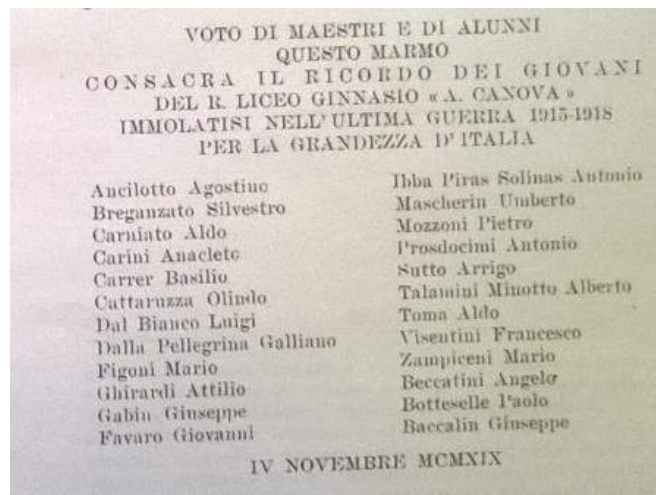 VOTO DI MAESTRI E DI ALUNNI
QUESTO MARMO
CONSACRA IL RICORDO DEI GIOVANI
DEL R. LICEO GINNASIO « A. CANOVA »
IMMOLATISI NELL' ULTIMA GUERRA 1915-1918
PER LA GRANDEZZA D' ITALIA
Ancilotto Agostino
Breganzato Silvestro
Carniato Aldo
Carini Anacleto
Carrer Basilio
Cattaruzza Olindo
Dal Bianco Luigi
Dalla Pellegrina Galliano
Figoni Mario
Ghirardi Attilio
Gabin Giuseppe
Favaro Giovanni
Ibba Piras Solinas Antonio
Mascherin Umberto
Mozzoni Pietro
Prosdocimi Antonio
Sutto Arrigo
Talamini Minotto Alberto
Toma Aldo
Visentini Francesco
Zampiceni Mario
Beccatini Angelo
Botteselle Paolo
Baccalin Giuseppe
IV NOVEMBRE MCMXIX